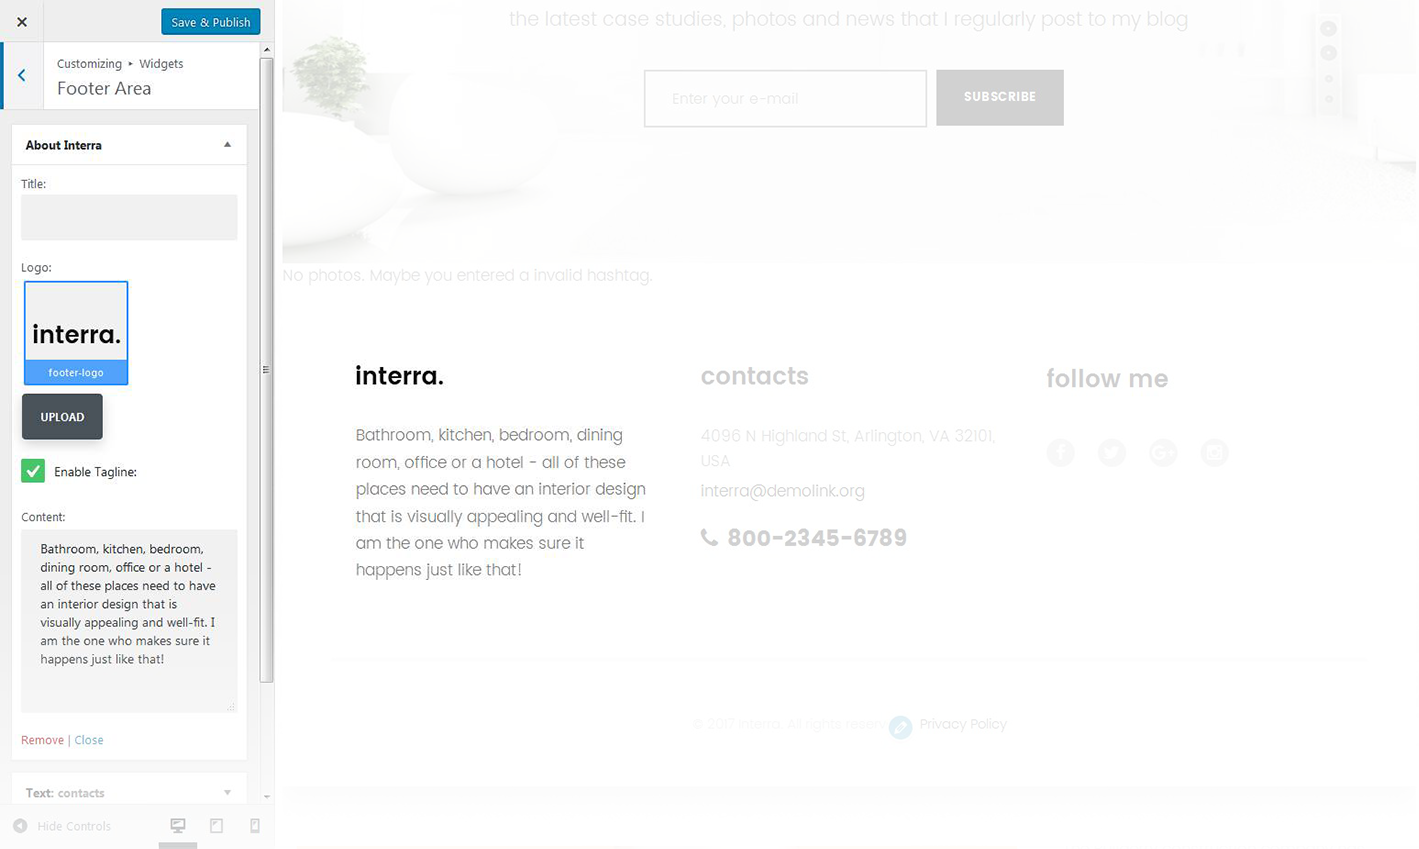 Save & Publish
Customizing ▸ Widgets
Footer Area
About Interra
Title:
Logo:
interra.
footer-logo
UPLOAD
Enable Tagline:
Content:
Bathroom, kitchen, bedroom,
dining room, office or a hotel -
all of these places need to have
an interior design that is
visually appealing and well-fit. I
am the one who makes sure it
happens just like that!
Remove | Close
Text: contacts
Hide Controls
the latest case studies, photos and news that I regularly post to my blog
Enter your e-mail
SUBSCRIBE
No photos. Maybe you entered a invalid hashtag.
interra.
Bathroom, kitchen, bedroom, dining
room, office or a hotel - all of these
places need to have an interior design
that is visually appealing and well-fit. I
am the one who makes sure it
happens just like that!
contacts
4096 N Highland St, Arlington, VA 32101,
USA
interra@demolink.org
800-2345-6789
follow me
© 2017 Interra. All rights reserv Privacy Policy